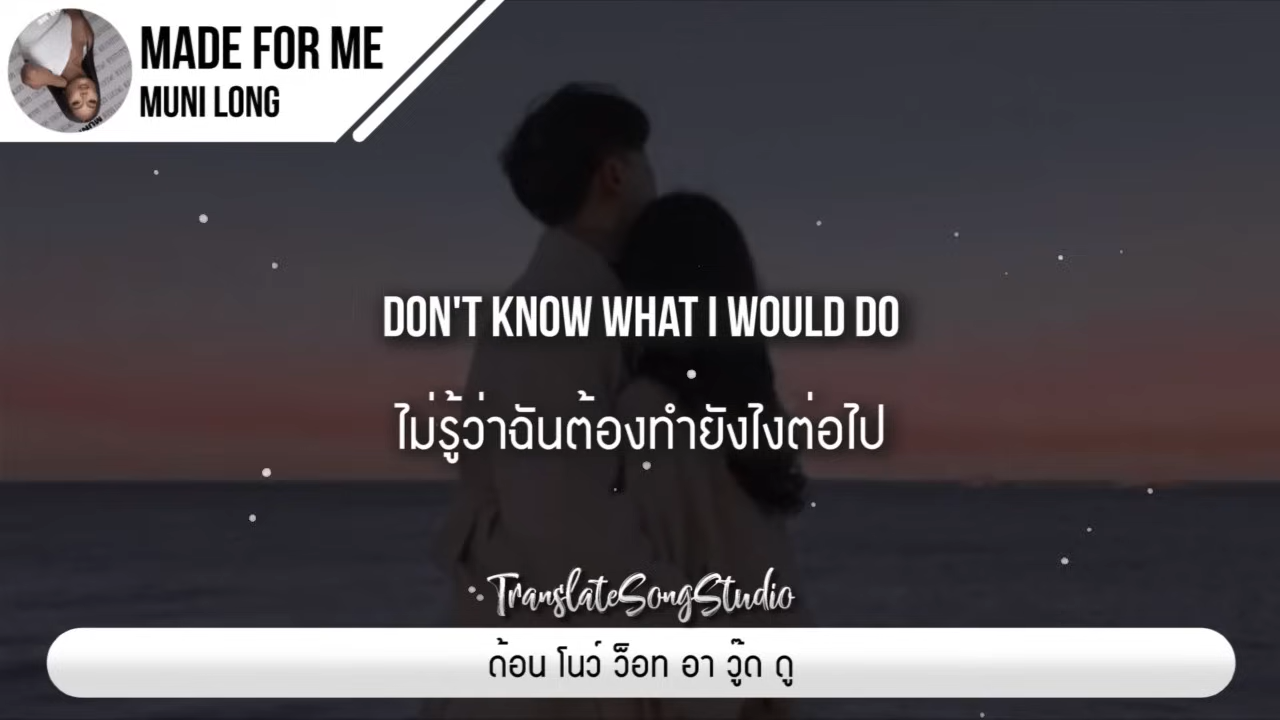 MADE FOR ME
MUNI LONG
DON'T KNOW WHAT I WOULD DO
ไม่รู้ว่าฉันต้องทำยังไงต่อไป
TranslateSongStudio
ด้อน โนว์ ว็อท อา วู๊ด ดู